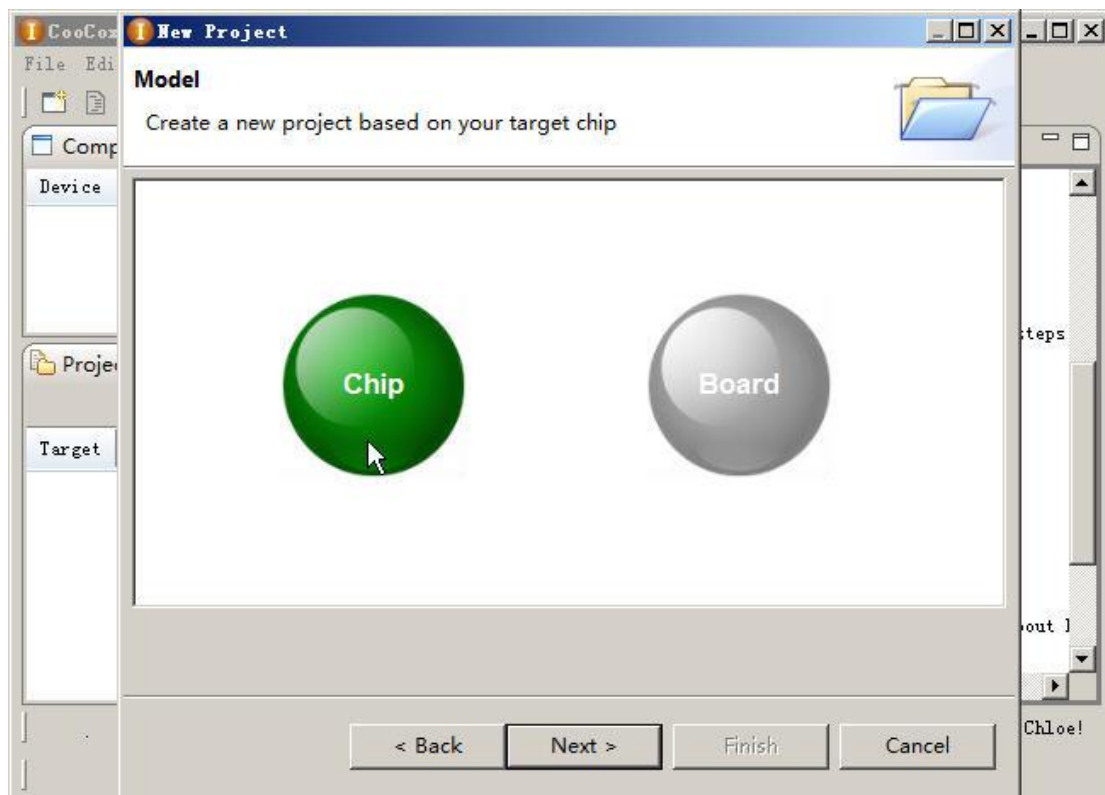 CooCox
New Project
File Edi
Model
Create a new project based on your target chip
Comp
Device
Chip
Board
steps
Projec
Target
out
< Back
Next >
Finish
Cancel
Chloe!